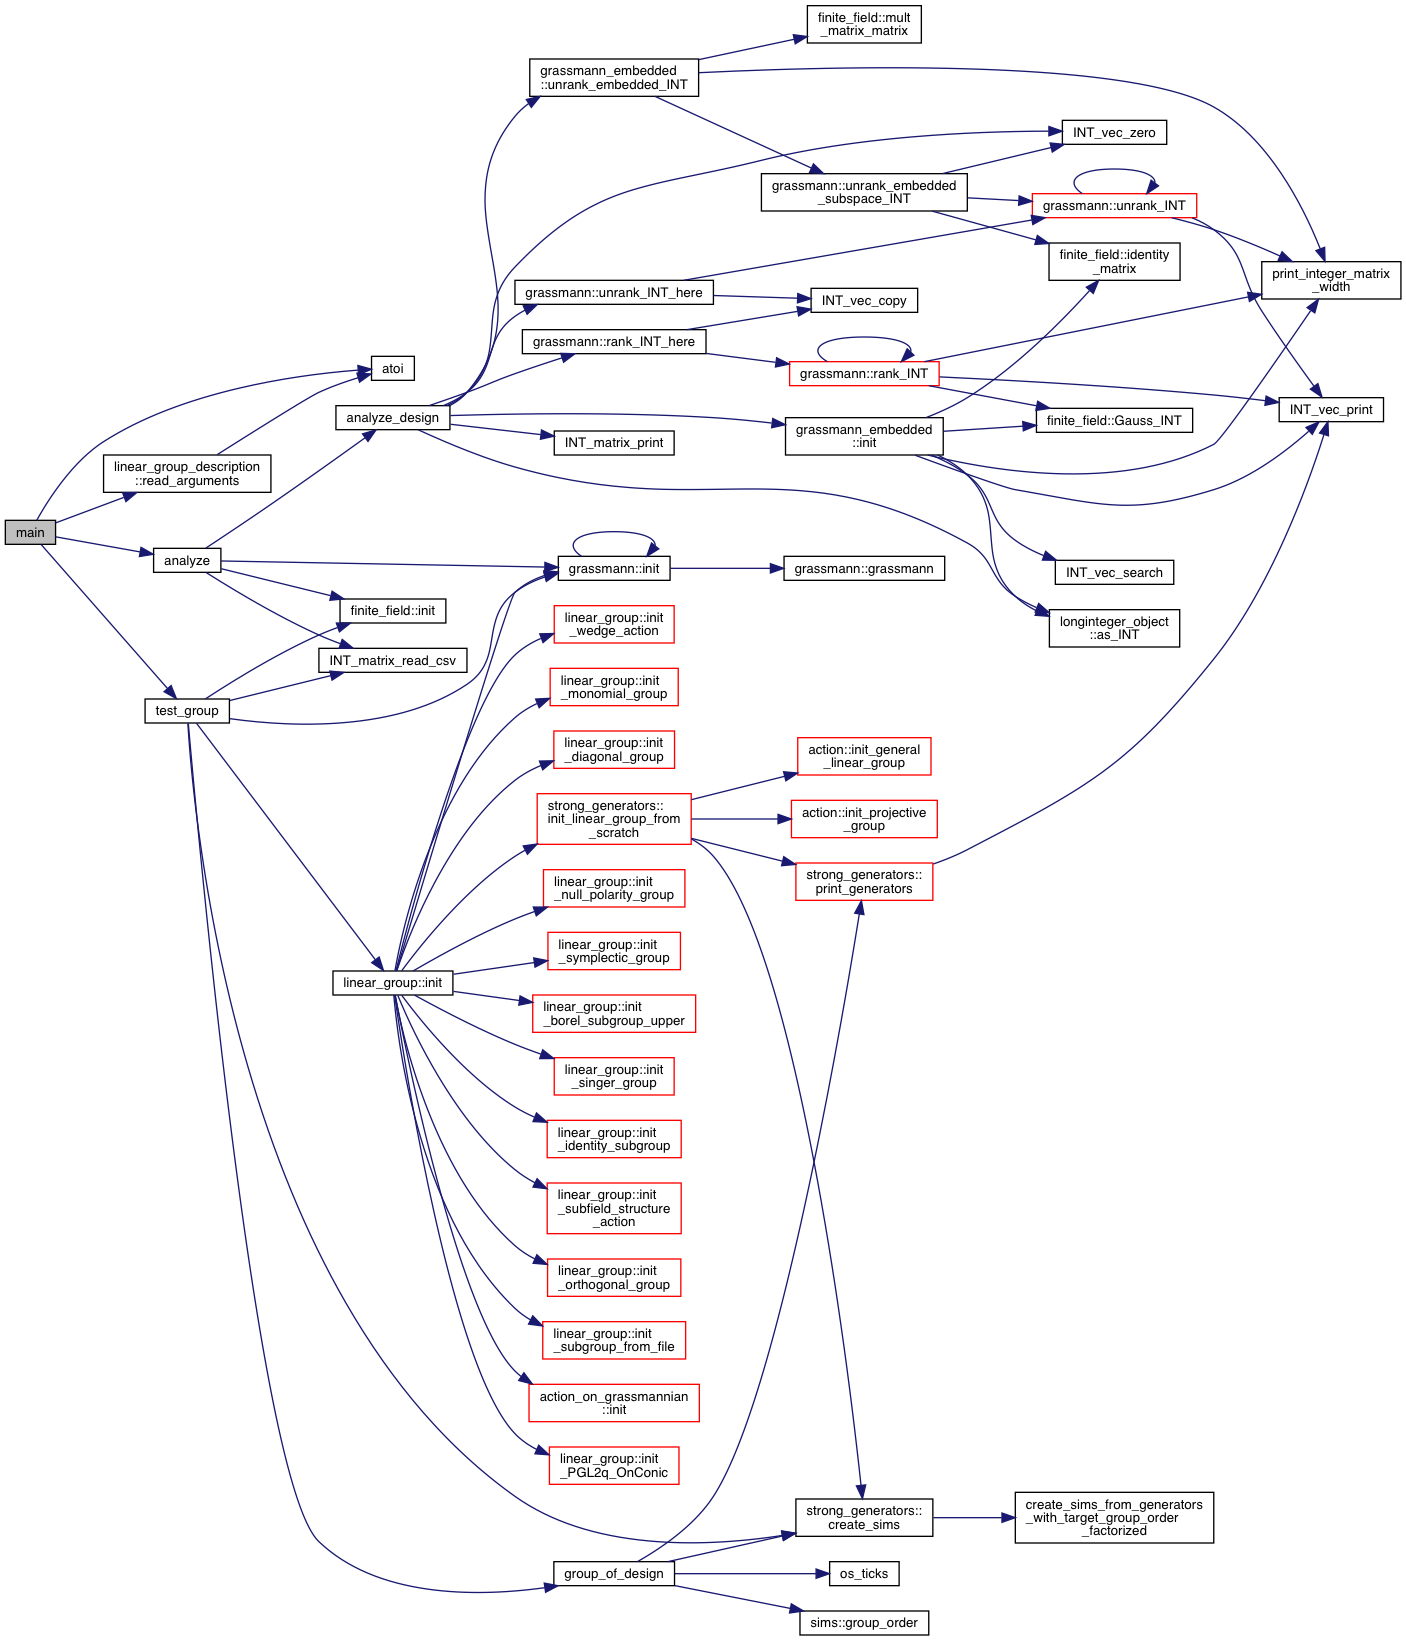 finite_field::mult
_matrix_matrix
grassmann_embedded
::unrank_embedded_INT
INT_vec_zero
grassmann::unrank_embedded
_subspace_INT
grassmann::unrank_INT
finite_field::identity
_matrix
print_integer_matrix
_width
grassmann::unrank_INT_here
INT_vec_copy
grassmann::rank_INT_here
atoi
grassmann::rank_INT
analyze_design
INT_vec_print
finite_field::Gauss_INT
grassmann_embedded
::init
INT_matrix_print
linear_group_description
::read_arguments
main
analyze
grassmann::init
grassmann::grassmann
INT_vec_search
finite_field::init
longinteger_object
::as_INT
linear_group::init
_wedge_action
INT_matrix_read_csv
linear_group::init
_monomial_group
test_group
linear_group::init
_diagonal_group
action::init_general
_linear_group
strong_generators::
init_linear_group_from
_scratch
action::init_projective
_group
strong_generators::
print_generators
linear_group::init
_null_polarity_group
linear_group::init
_symplectic_group
linear_group::init
linear_group::init
_borel_subgroup_upper
linear_group::init
_singer_group
linear_group::init
_identity_subgroup
linear_group::init
_subfield_structure
_action
linear_group::init
_orthogonal_group
linear_group::init
_subgroup_from_file
action_on_grassmannian
::init
linear_group::init
_PGL2q_OnConic
strong_generators::
create_sims
create_sims_from_generators
_with_target_group_order
_factorized
group_of_design
os_ticks
sims::group_order